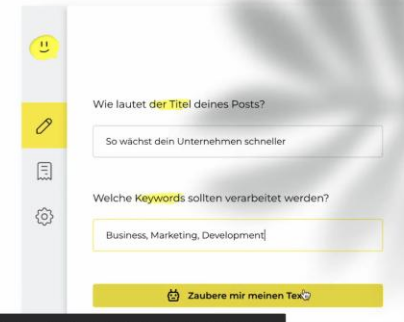 Wie lautet der Titel deines Posts?
So wächst dein Unternehmen schneller
Welche Keywords sollten verarbeitet werden?
Business, Marketing, Development
Zaubere mir meinen Text